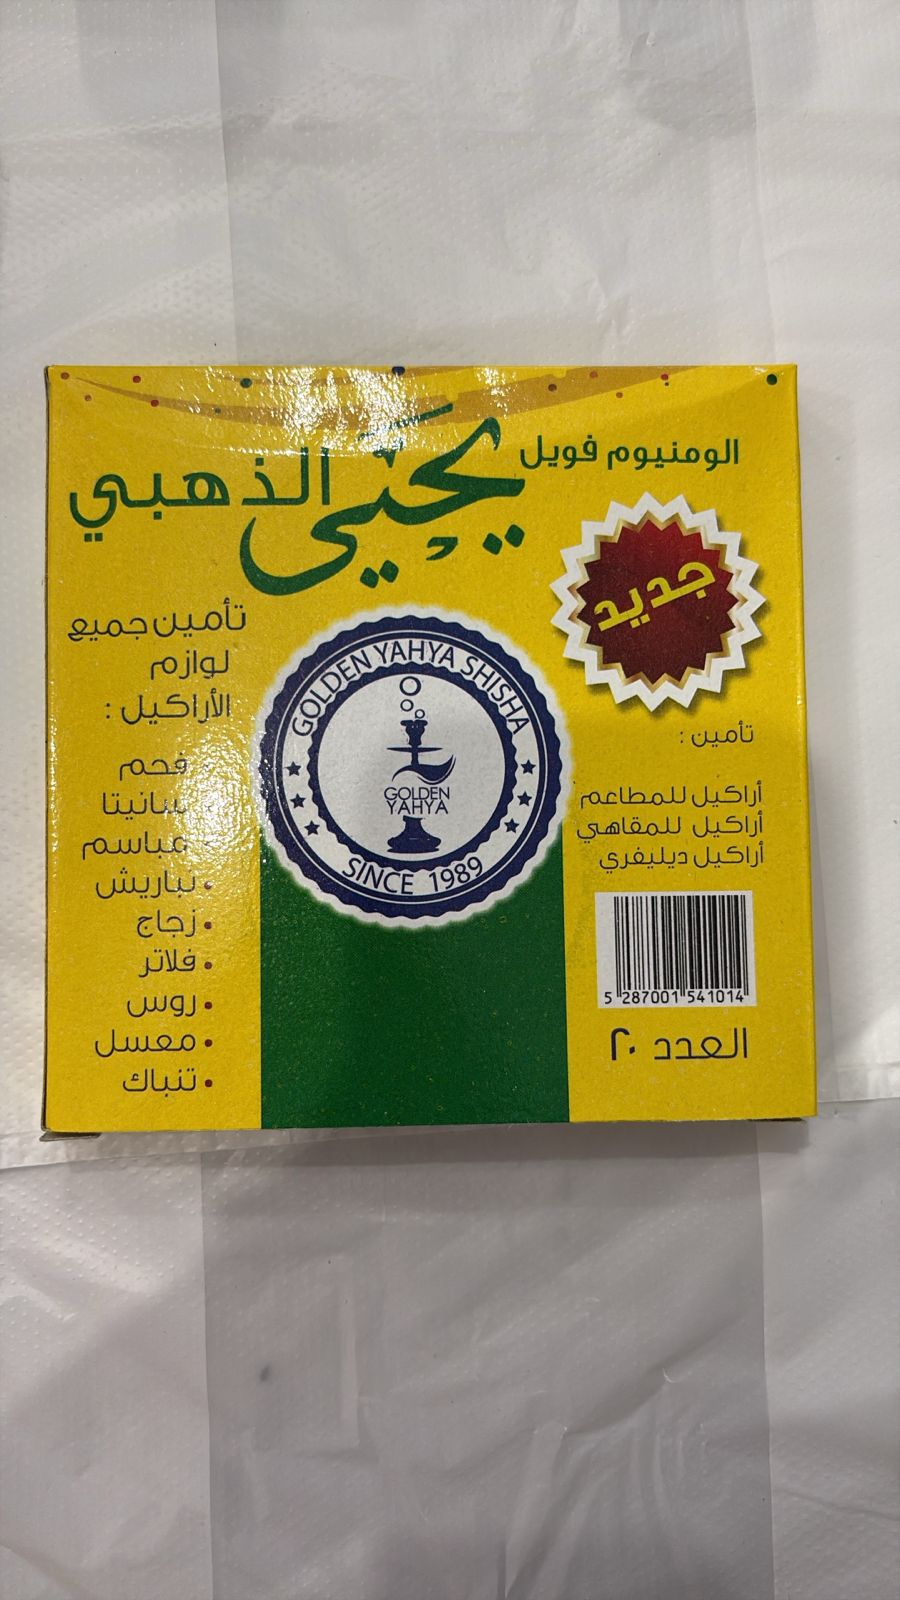 الومنيوم فويل
يحيى الذهبي
جديد
تأمين جميع
لوازم
الأراكيل :
فحم
سانيتا
مباسم
• نباريش
• زجاج
• فلاتر
• روس
• معسل
• تنباك
GOLDEN YAHYA SHISHA
GOLDEN
YAHYA
SINCE 1989
تأمين :
أراكيل للمطاعم
أراكيل للمقاهي
أراكيل ديليفري
5 287001 541014
العدد ٢٠